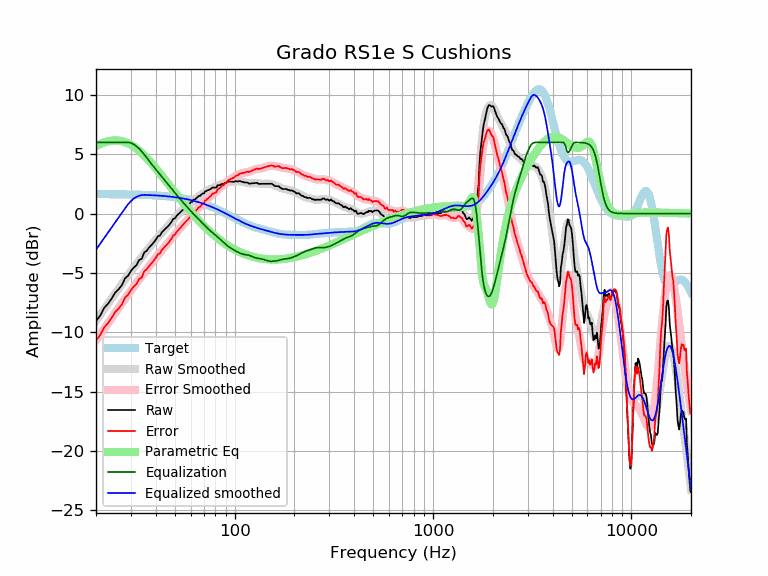 Grado RS1e S Cushions
Amplitude (dBr)
10
5
0
−5
−10
−15
−20
−25
Target
Raw Smoothed
Error Smoothed
Raw
Error
Parametric Eq
Equalization
Equalized smoothed
100
1000
10000
Frequency (Hz)